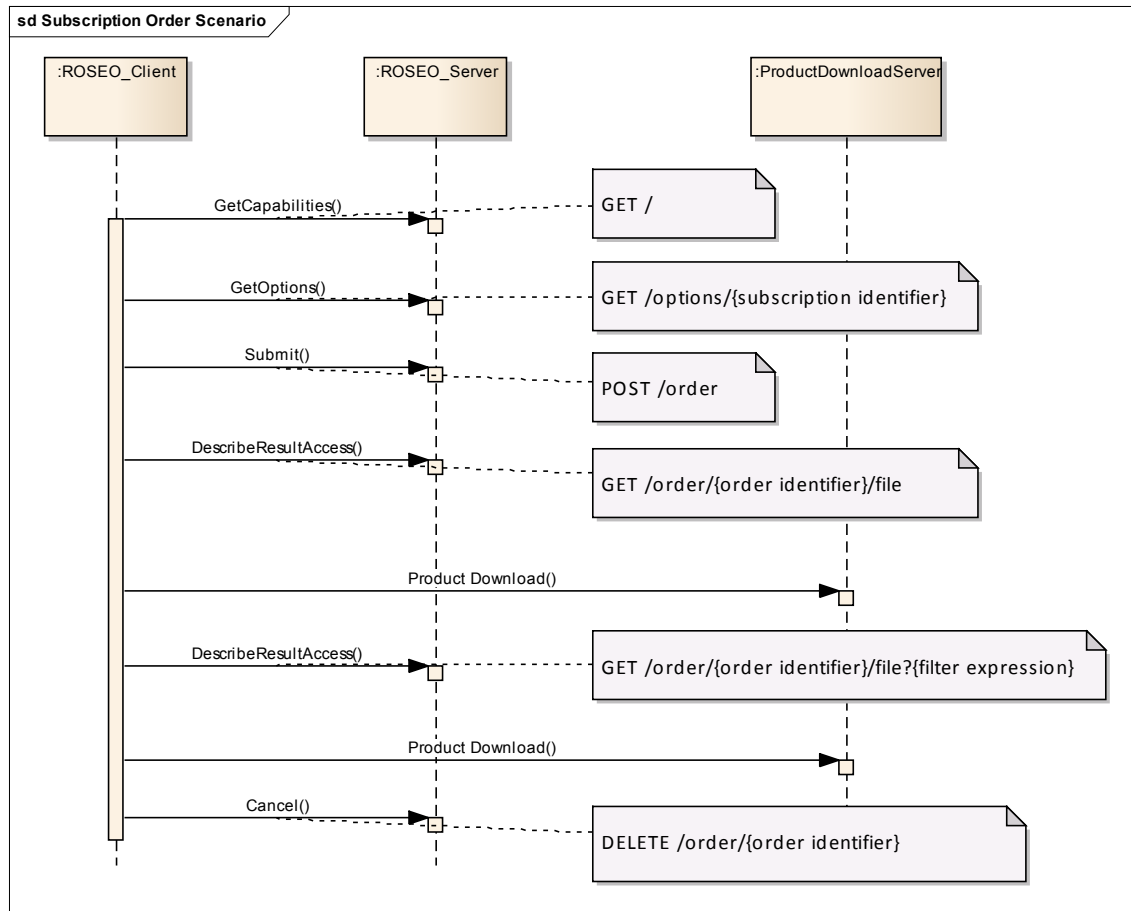 sd Subscription Order Scenario
:ROSEO_Client
:ROSEO_Server
:ProductDownloadServer
GetCapabilities()
GET /
GetOptions()
GET /options/{subscription identifier}
Submit()
POST /order
DescribeResultAccess()
GET /order/{order identifier}/file
Product Download()
DescribeResultAccess()
GET /order/{order identifier}/file?{filter expression}
Product Download()
Cancel()
DELETE /order/{order identifier}